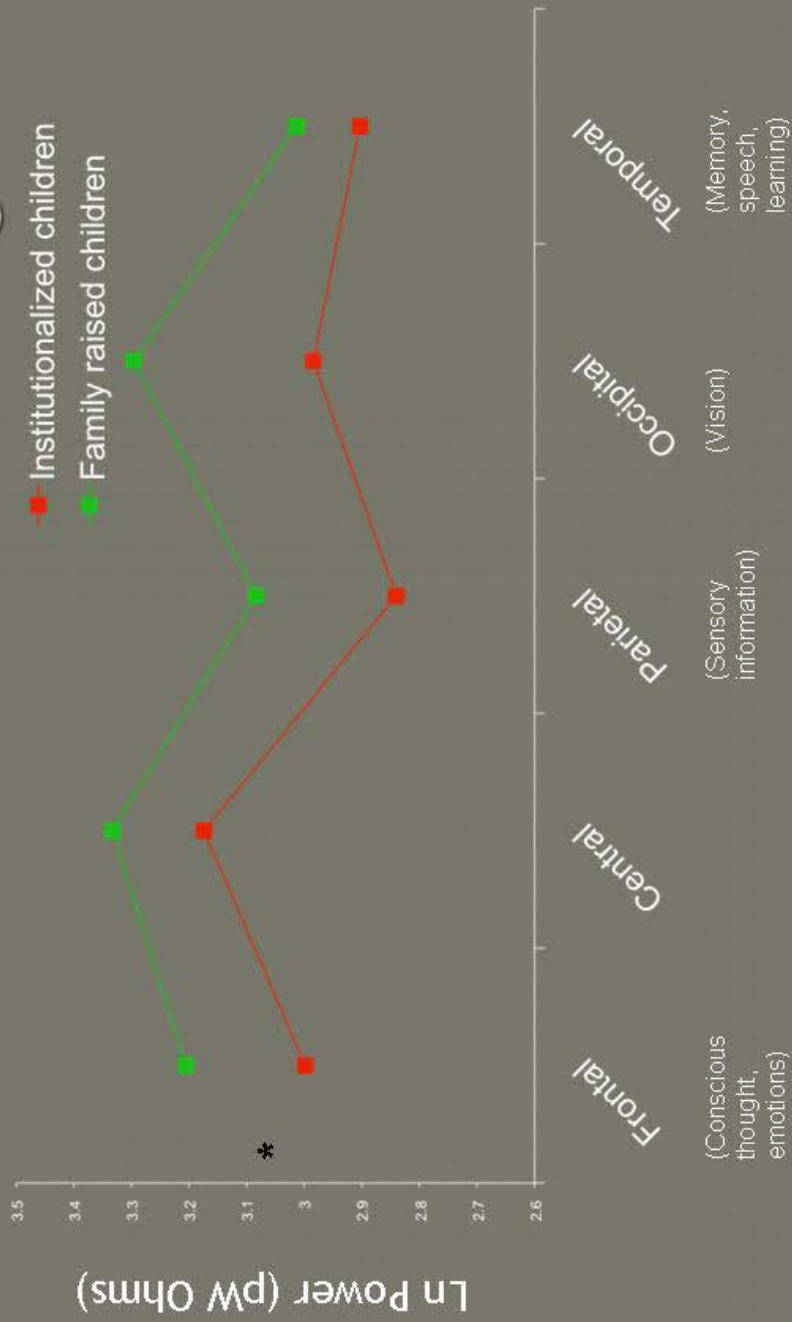 Institutionalized children
Family raised children
Ln Power (pW Ohms)
3.5
3.4
3.3
3.2
3.1
3
2.9
2.8
2.7
2.6
*
Frontal
(Conscious
thought,
emotions)
Central
Parietal
(Sensory
information)
Occipital
(Vision)
Temporal
(Memory,
speech,
learning)